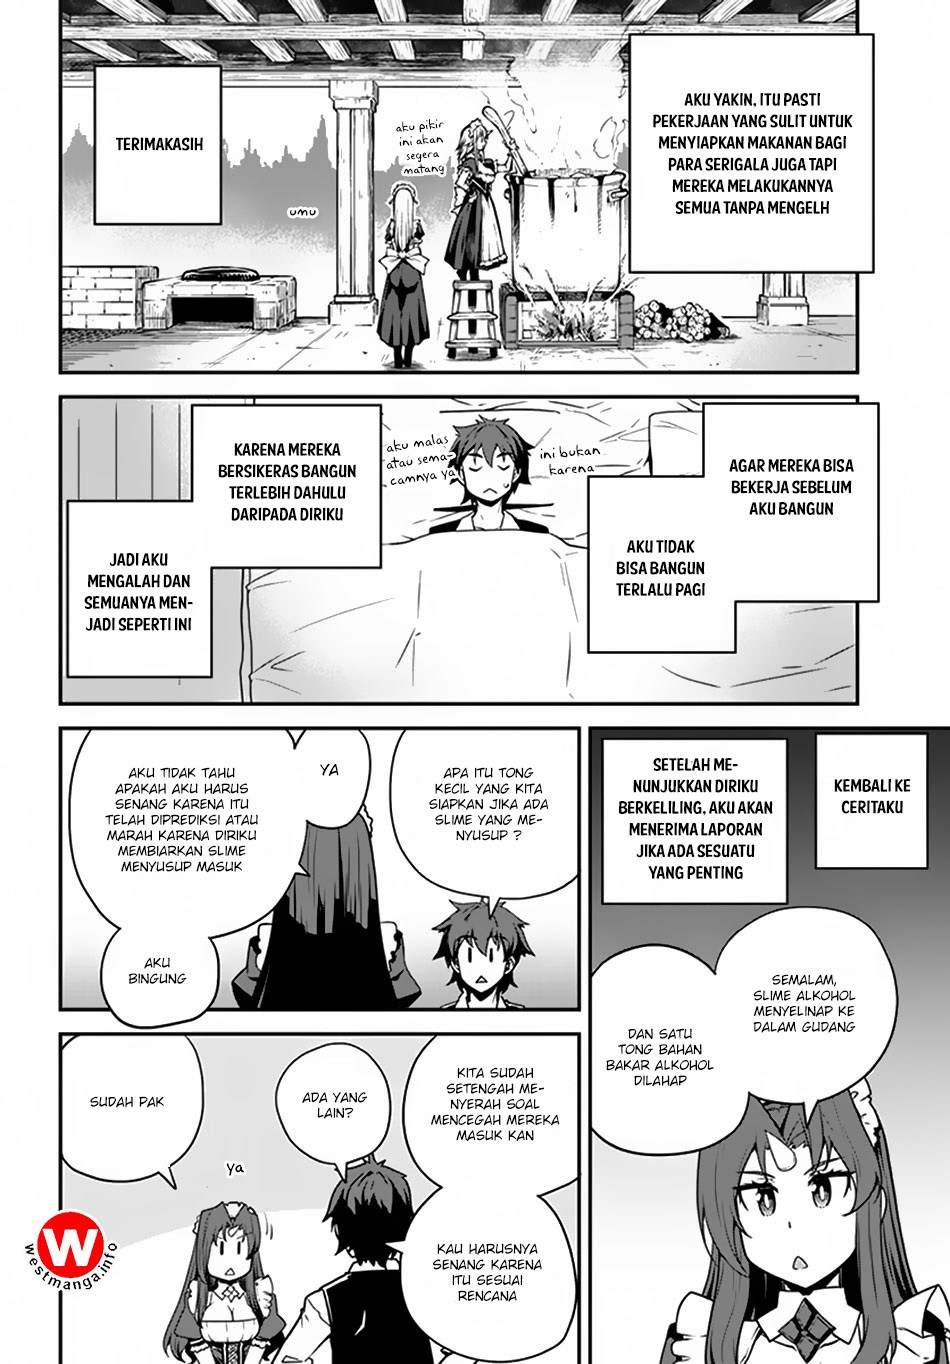 AKU YAKIN, ITU PASTI
PEKERJAAN YANG SULIT UNTUK
MENYIAPKAN MAKANAN BAGI
PARA SERIGALA JUGA TAPI
MEREKA MELAKUKANNYA
SEMUA TANPA MENGELH
aku pikir
ini akan
segera
matang
umu
TERIMAKASIH
AGAR MEREKA BISA
BEKERJA SEBELUM
AKU BANGUN
AKU TIDAK
BISA BANGUN
TERLALU PAGI
ini bukan
karena
aku malas
atau sema-
camnya ya
KARENA MEREKA
BERSIKERAS BANGUN
TERLEBIH DAHULU
DARIPADA DIRIKU
JADI AKU
MENGALAH DAN
SEMUANYA MEN-
JADI SEPERTI INI
KEMBALI KE
CERITAKU
SETELAH ME-
NUNJUKKAN DIRIKU
BERKELILING, AKU AKAN
MENERIMA LAPORAN
JIKA ADA SESUATU
YANG PENTING
SEMALAM,
SLIME ALKOHOL
MENYELINAP KE
DALAM GUDANG
DAN SATU
TONG BAHAN
BAKAR ALKOHOL
DILAHAP
APA ITU TONG
KECIL YANG KITA
SIAPKAN JIKA ADA
SLIME YANG ME-
NYUSUP ?
YA
AKU TIDAK TAHU
APAKAH AKU HARUS
SENANG KARENA ITU
TELAH DIPREDIKSI ATAU
MARAH KARENA DIRIKU
MEMBIARKAN SLIME
MENYUSUP MASUK
AKU
BINGUNG
KITA SUDAH
SETENGAH ME-
NYERAH SOAL
MENCEGAH MEREKA
MASUK KAN
KAU HARUSNYA
SENANG KARENA
ITU SESUAI
RENCANA
ADA YANG
LAIN?
SUDAH PAK
ya
W
westmanga.info